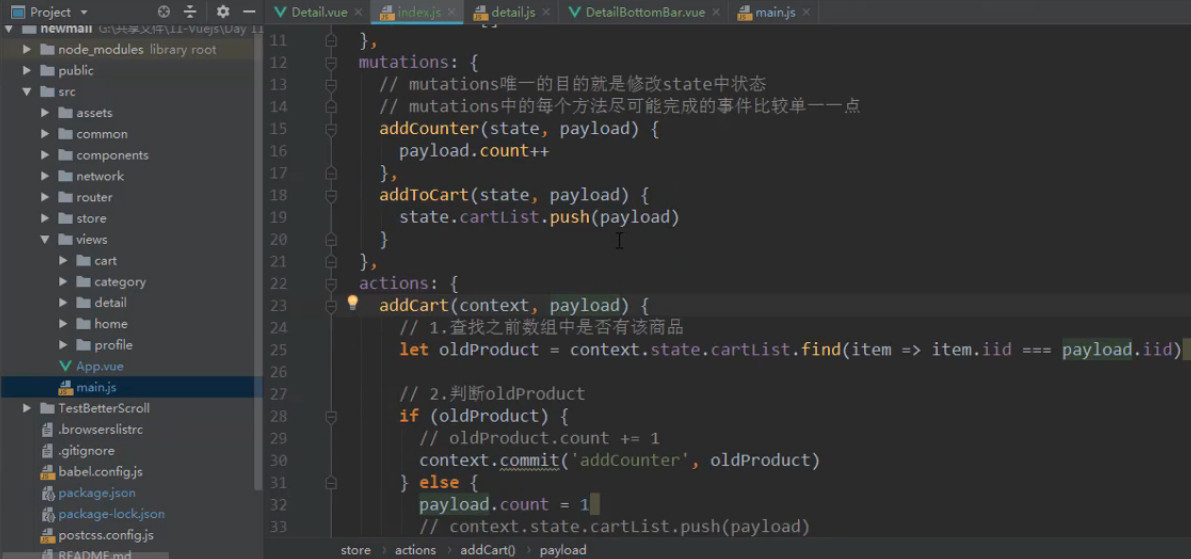 Project
Detail.vue
index.js
detail.js
DetailBottomBar.vue
main.js
newmall G:\共享文件\11-Vuejs\Day 11
node_modules library root
public
src
assets
common
components
network
router
store
views
cart
category
detail
home
profile
App.vue
main.js
TestBetterScroll
.browserslistrc
.gitignore
babel.config.js
package.json
package-lock.json
postcss.config.js
README.md
11 },
12 mutations: {
13 // mutations唯一的目的就是修改state中状态
14 // mutations中的每个方法尽可能完成的事件比较单一一点
15 addCounter(state, payload) {
16 payload.count++
17 },
18 addToCart(state, payload) {
19 state.cartList.push(payload)
20 }
21 },
22 actions: {
23 addCart(context, payload) {
24 // 1.查找之前数组中是否有该商品
25 let oldProduct = context.state.cartList.find(item => item.iid === payload.iid)
26
27 // 2.判断oldProduct
28 if (oldProduct) {
29 // oldProduct.count += 1
30 context.commit('addCounter', oldProduct)
31 } else {
32 payload.count = 1
33 // context.state.cartList.push(payload)
store › actions › addCart() › payload